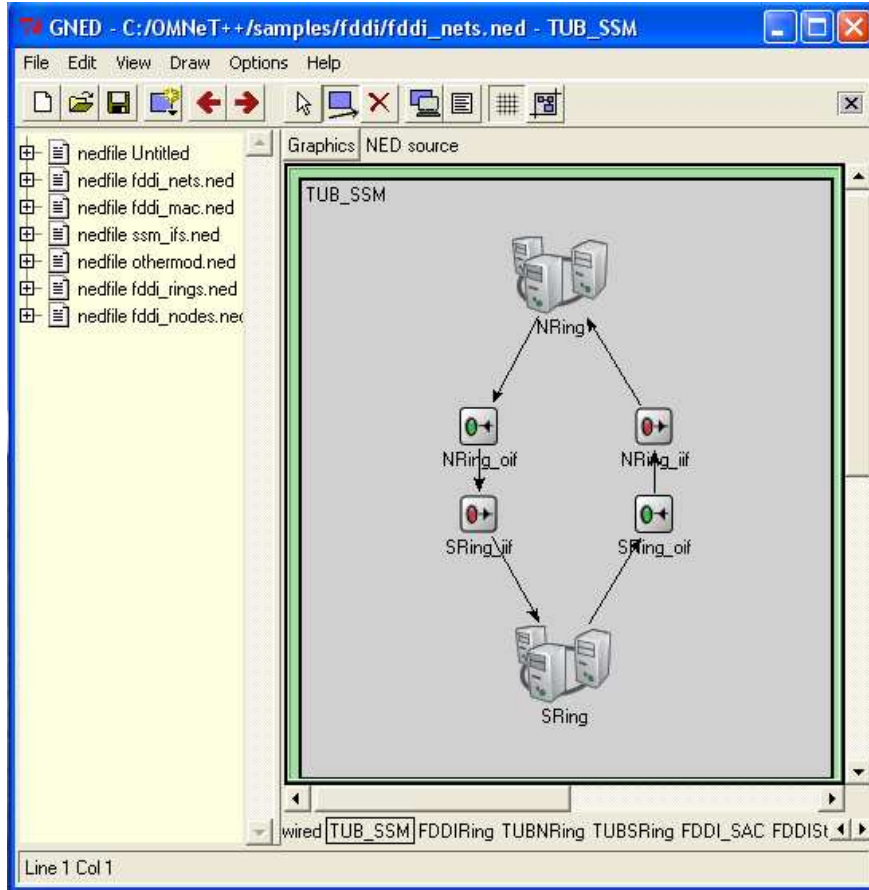 GNED - C:/OMNeT++/samples/fddi/fddi_nets.ned - TUB_SSM
File Edit View Draw Options Help
nedfile Untitled
nedfile fddi_nets.ned
nedfile fddi_mac.ned
nedfile ssm_ifs.ned
nedfile othermod.ned
nedfile fddi_rings.ned
nedfile fddi_nodes.ned
Graphics NED source
TUB_SSM
NRing
NRing_oif NRing_iif
SRing_iif SRing_oif
SRing
wired TUB_SSM FDDIRing TUBNRing TUBSRing FDDI_SAC FDDISt
Line 1 Col 1